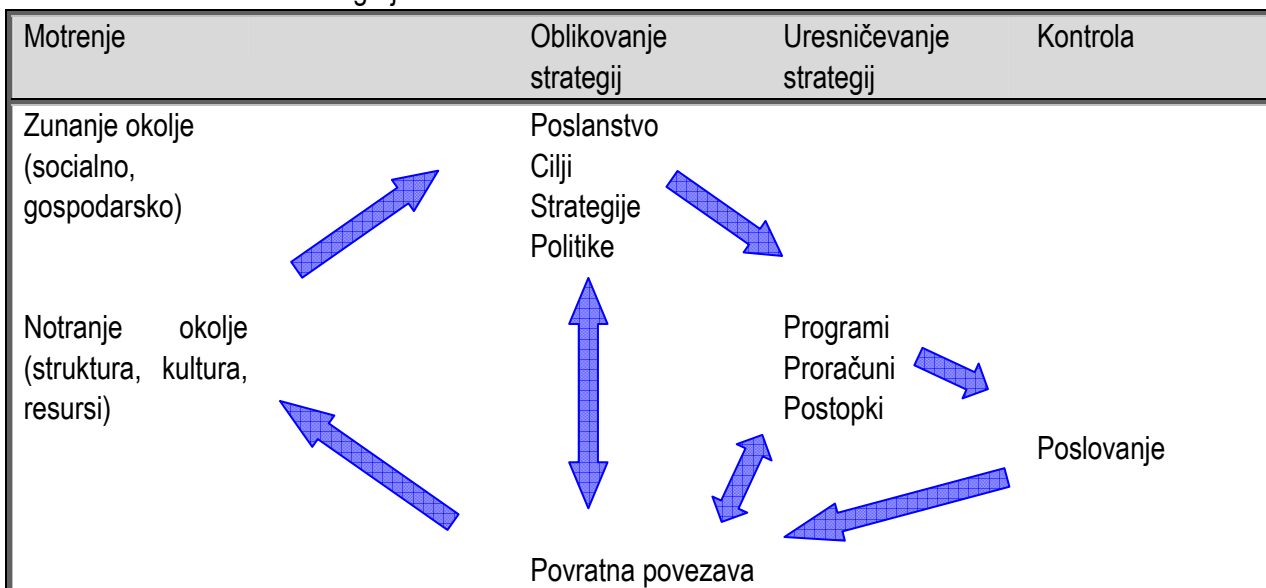 Motrenje
Oblikovanje
strategij
Uresničevanje
strategij
Kontrola
Zunanje okolje
(socialno,
gospodarsko)
Poslanstvo
Cilji
Strategije
Politike
Notranje okolje
(struktura, kultura,
resursi)
Programi
Proračuni
Postopki
Poslovanje
Povratna povezava